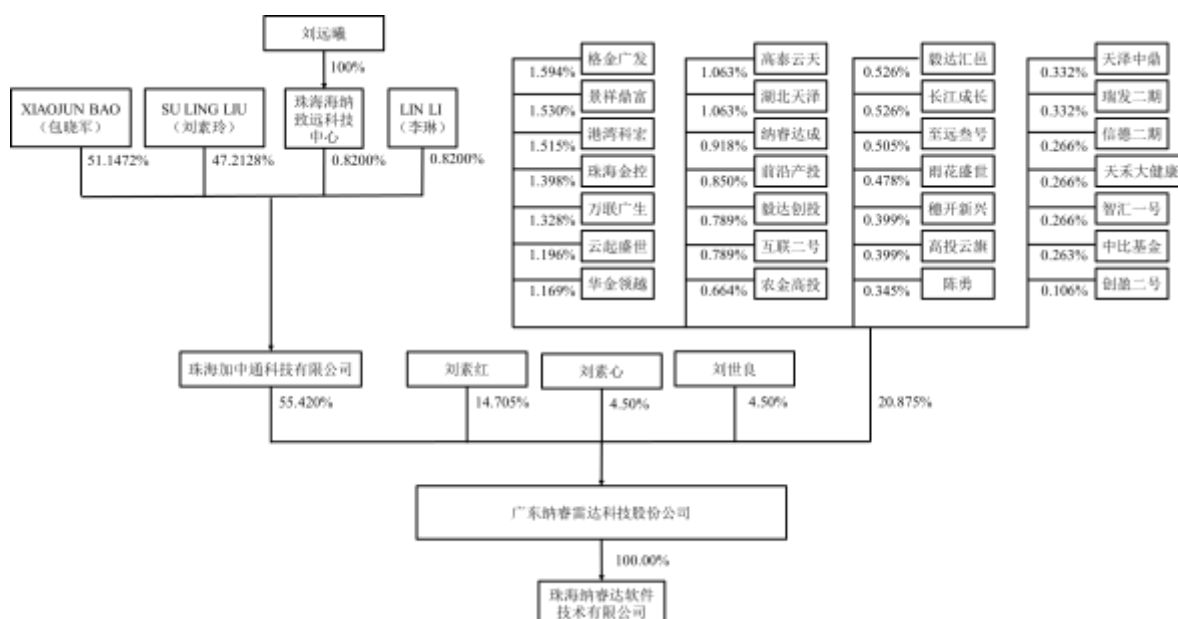 刘远曦
100%
XIAOJUN BAO
（包晓军）
SU LING LIU
（刘素玲）
珠海海纳
致远科技
中心
LIN LI
（李琳）
51.1472%
47.2128%
0.8200%
0.8200%
格金广发
1.594%
景祥鼎富
1.530%
港湾科宏
1.515%
珠海金控
1.398%
万联广生
1.328%
云起盛世
1.196%
华金领越
1.169%
高泰云天
1.063%
湖北天泽
1.063%
纳睿达成
0.918%
前沿产投
0.850%
毅达创投
0.789%
互联二号
0.789%
农金高投
0.664%
毅达汇邑
0.526%
长江成长
0.526%
至远叁号
0.505%
雨花盛世
0.478%
穗开新兴
0.399%
高投云旗
0.399%
陈勇
0.345%
天泽中鼎
0.332%
瑞发二期
0.332%
信德二期
0.266%
天禾大健康
0.266%
智汇一号
0.266%
中比基金
0.263%
创盈二号
0.106%
珠海加中通科技有限公司
刘素红
刘素心
刘世良
55.420%
14.705%
4.50%
4.50%
20.875%
广东纳睿雷达科技股份公司
100.00%
珠海纳睿达软件
技术有限公司